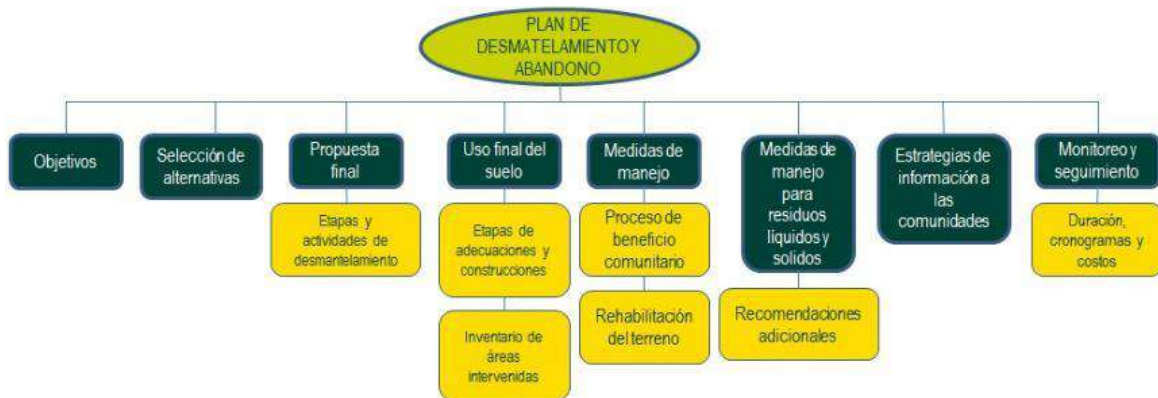 PLAN DE
DESMATELAMIENTO Y
ABANDONO
Objetivos
Selección de
alternativas
Propuesta
final
Uso final del
suelo
Medidas de
manejo
Medidas de
manejo
para
residuos
líquidos y
solidos
Estrategias de
información a
las
comunidades
Monitoreo y
seguimiento
Etapas y
actividades de
desmantelamiento
Etapas de
adecuaciones y
construcciones
Proceso de
beneficio
comunitario
Duración,
cronogramas y
costos
Inventario de
áreas
intervenidas
Rehabilitación
del terreno
Recomendaciones
adicionales